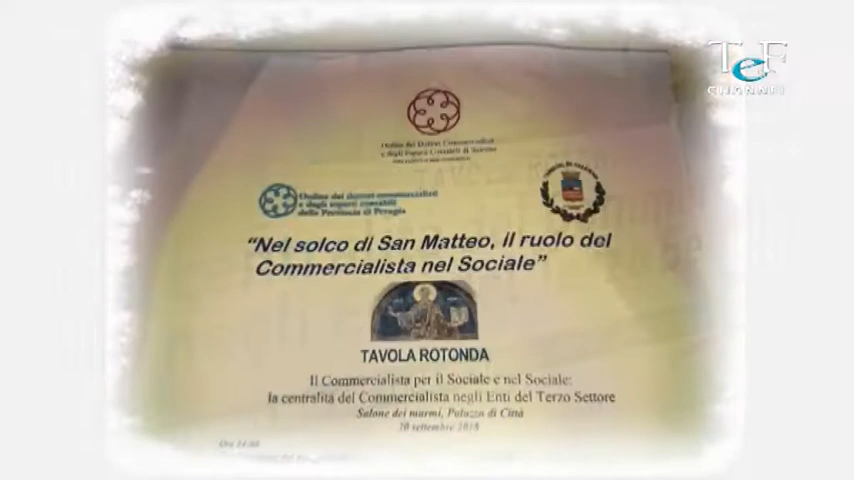 TeF
CHANNEL
Ordine dei Dottori Commercialisti
e degli Esperti Contabili di Salerno
Ordine dei dottori commercialisti
e degli esperti contabili
della Provincia di Perugia
"Nel solco di San Matteo, il ruolo del
Commercialista nel Sociale"
TAVOLA ROTONDA
Il Commercialista per il Sociale e nel Sociale:
la centralità del Commercialista negli Enti del Terzo Settore
Salone dei marmi, Palazzo di Città
20 settembre